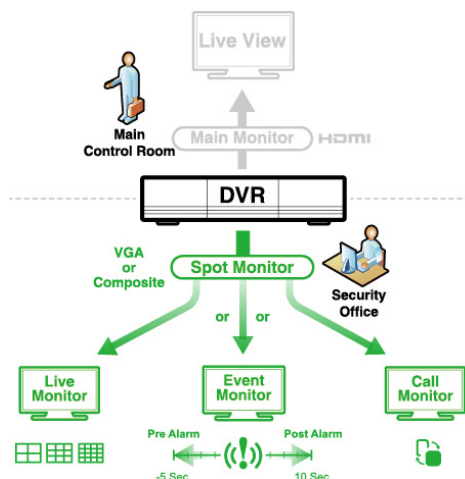 Live View
Main
Control Room
Main Monitor
HDMI
DVR
VGA
or
Composite
Spot Monitor
Security
Office
or
or
Live
Monitor
Event
Monitor
Call
Monitor
Pre Alarm
Post Alarm
-5 Sec
10 Sec